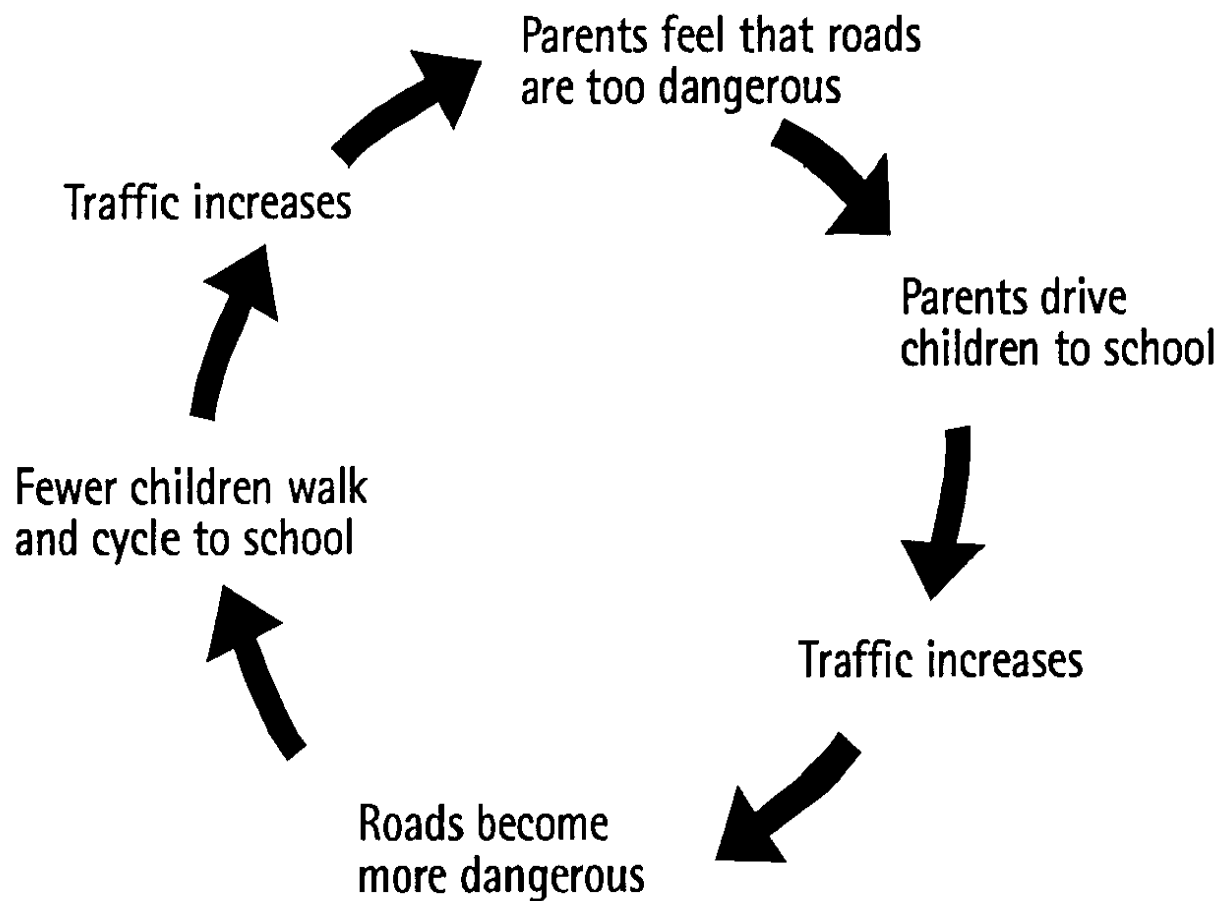 Parents feel that roads
are too dangerous
Parents drive
children to school
Traffic increases
Roads become
more dangerous
Fewer children walk
and cycle to school
Traffic increases